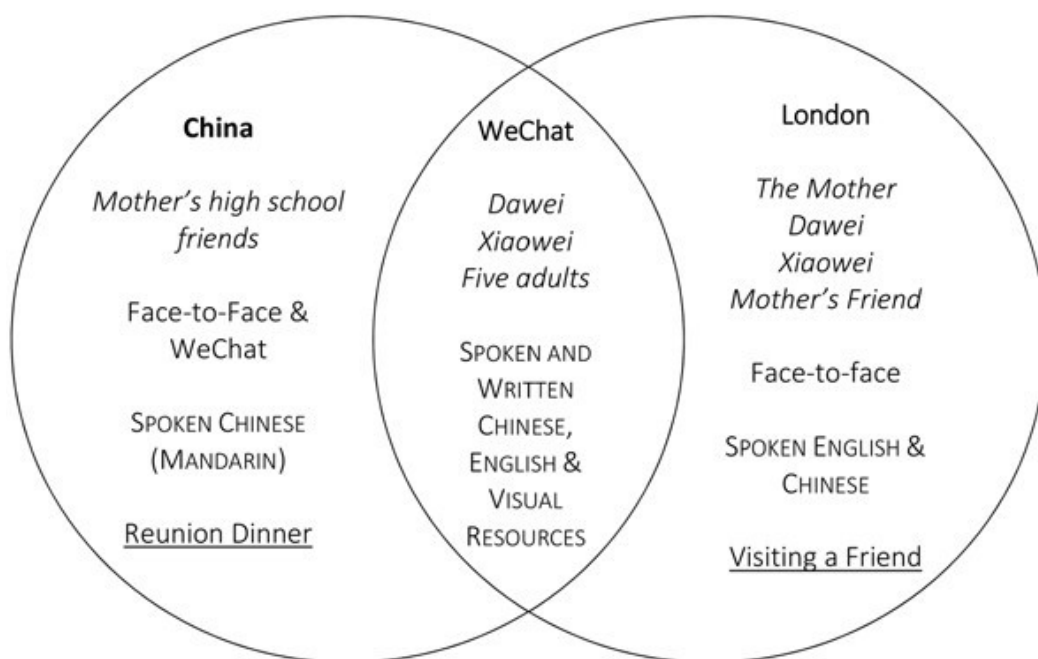 China
Mother's high school
friends
Face-to-Face &
WeChat
SPOKEN CHINESE
(MANDARIN)
Reunion Dinner
WeChat
Dawei
Xiaowei
Five adults
SPOKEN AND
WRITTEN
CHINESE,
ENGLISH &
VISUAL
RESOURCES
London
The Mother
Dawei
Xiaowei
Mother's Friend
Face-to-face
SPOKEN ENGLISH &
CHINESE
Visiting a Friend